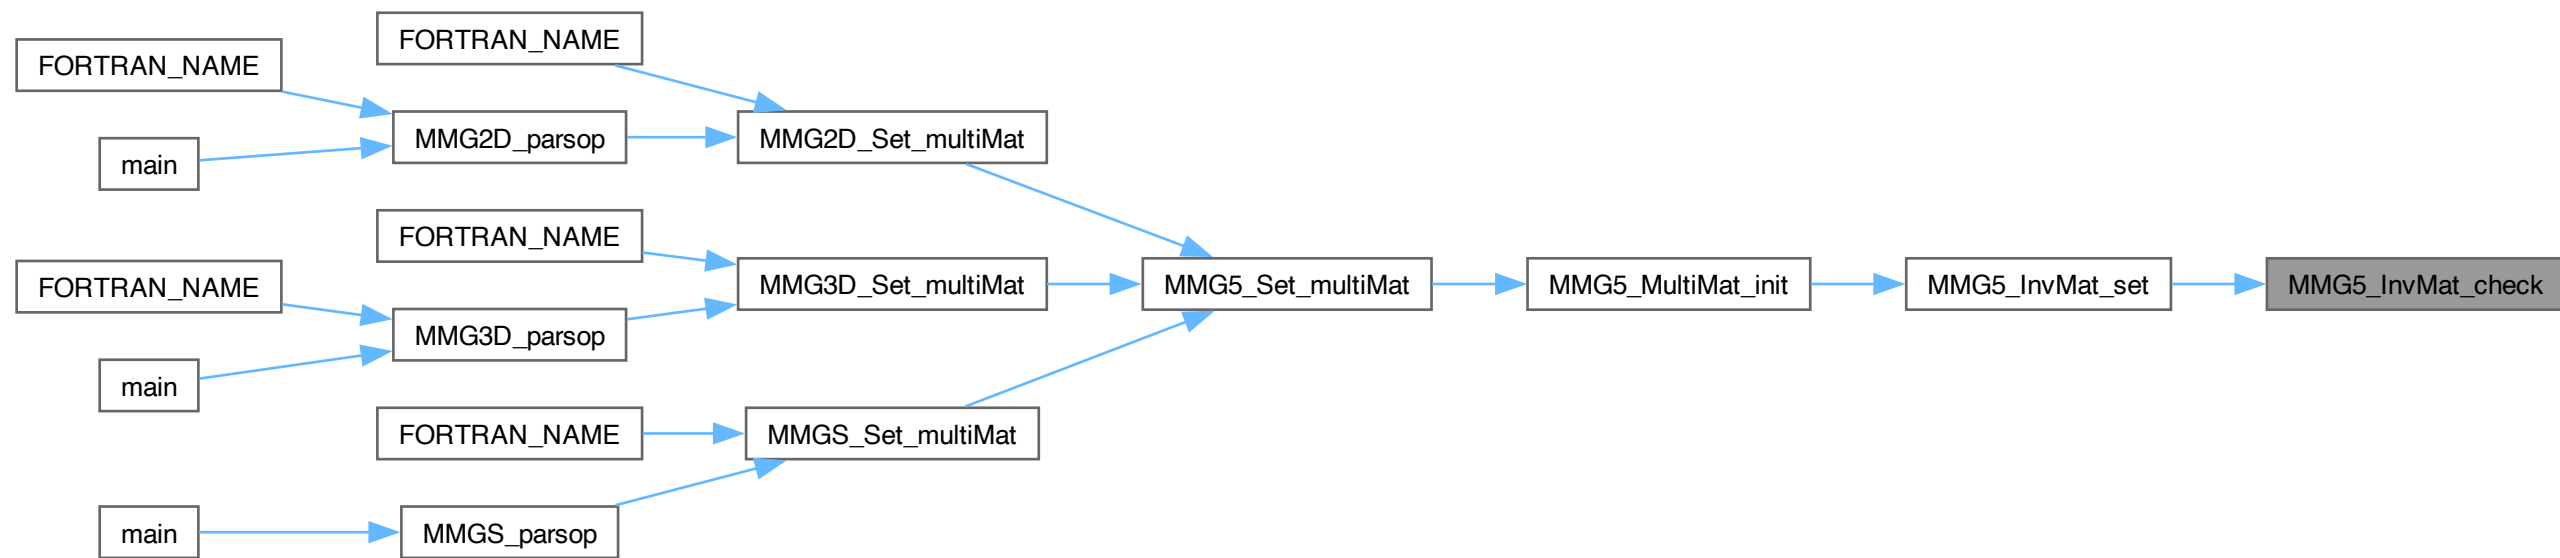 FORTRAN_NAME
FORTRAN_NAME
main
MMG2D_parsop
MMG2D_Set_multiMat
FORTRAN_NAME
FORTRAN_NAME
main
MMG3D_parsop
MMG3D_Set_multiMat
MMG5_Set_multiMat
MMG5_MultiMat_init
MMG5_InvMat_set
MMG5_InvMat_check
FORTRAN_NAME
MMGS_Set_multiMat
main
MMGS_parsop